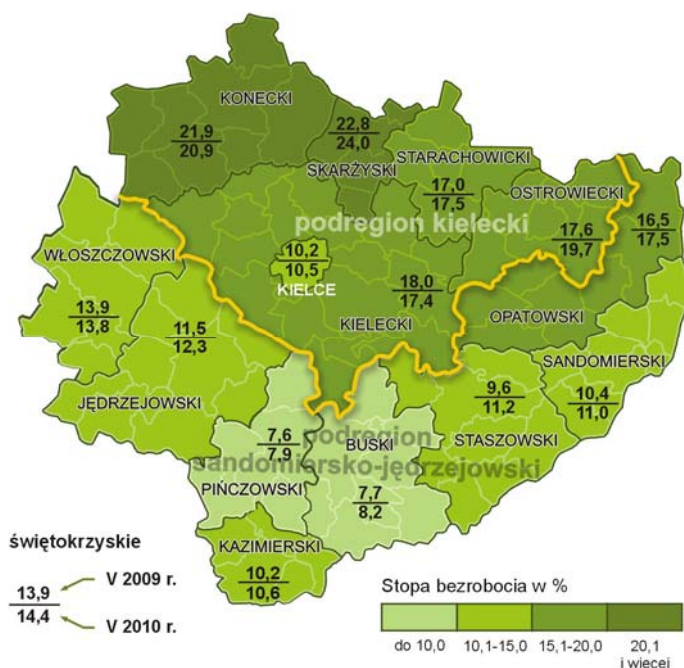 KONECKI
21,9
20,9
22,8
24,0
SKARŻYSKI
STARACHOWICKI
17,0
17,5
OSTROWIECKI
17,6
19,7
16,5
17,5
podregion kielecki
WŁOSZCZOWSKI
13,9
13,8
10,2
10,5
KIELCE
18,0
17,4
KIELECKI
OPATOWSKI
11,5
12,3
JĘDRZEJOWSKI
SANDOMIERSKI
10,4
11,0
9,6
11,2
STASZOWSKI
7,6
7,9
PIŃCZOWSKI
BUSKI
7,7
8,2
podregion
sandomiersko-jędrzejowski
KAZIMIERSKI
10,2
10,6
świętokrzyskie
13,9
14,4
V 2009 r.
V 2010 r.
Stopa bezrobocia w %
do 10,0
10,1-15,0
15,1-20,0
20,1
i więcej